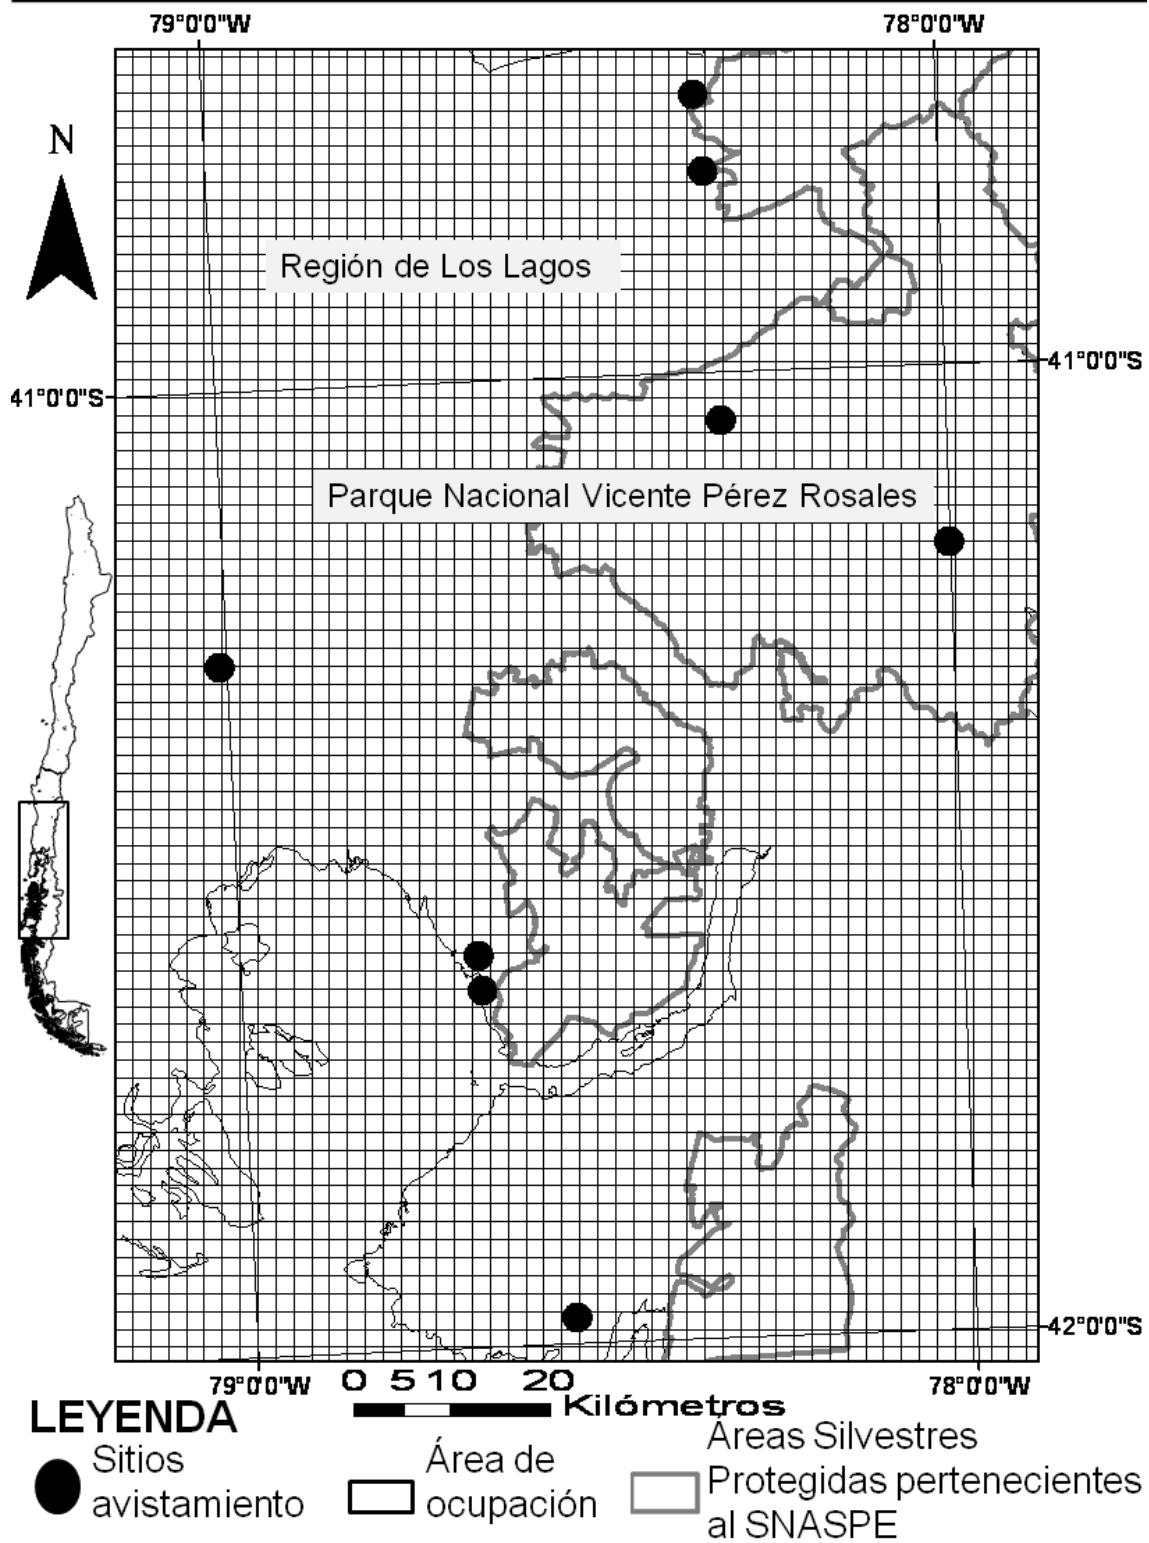 79°0'0"W
78°0'0"W
N
Región de Los Lagos
41°0'0"S
41°0'0"S
Parque Nacional Vicente Pérez Rosales
42°0'0"S
79°0'0"W
0 5 10 20
78°0'0"W
Kilómetros
LEYENDA
Sitios
avistamiento
Área de
ocupación
Áreas Silvestres
Protegidas pertenecientes
al SNASPE